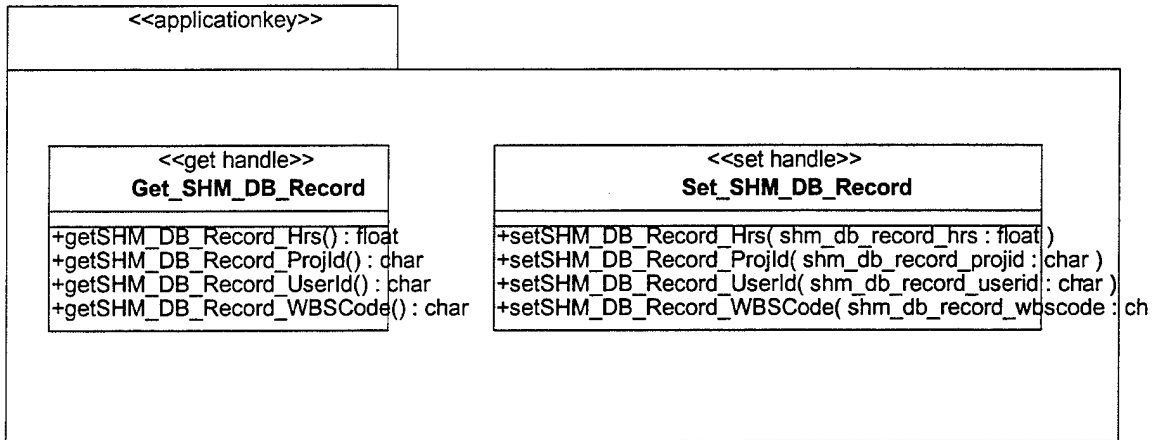 <<applicationkey>>
<<get handle>>
Get_SHM_DB_Record
+getSHM_DB_Record_Hrs() : float
+getSHM_DB_Record_ProjId() : char
+getSHM_DB_Record_UserId() : char
+getSHM_DB_Record_WBSCode() : char
<<set handle>>
Set_SHM_DB_Record
+setSHM_DB_Record_Hrs( shm_db_record_hrs : float )
+setSHM_DB_Record_ProjId( shm_db_record_projid : char )
+setSHM_DB_Record_UserId( shm_db_record_userid : char )
+setSHM_DB_Record_WBSCode( shm_db_record_wbscode : ch